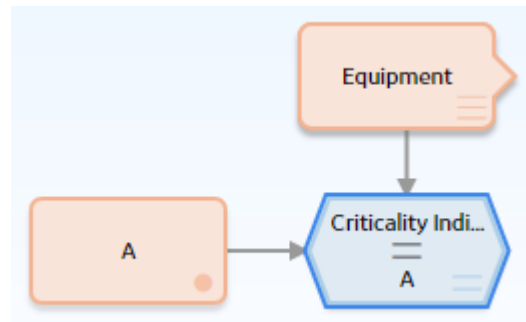 Equipment
Criticality Indi...
=
A
A